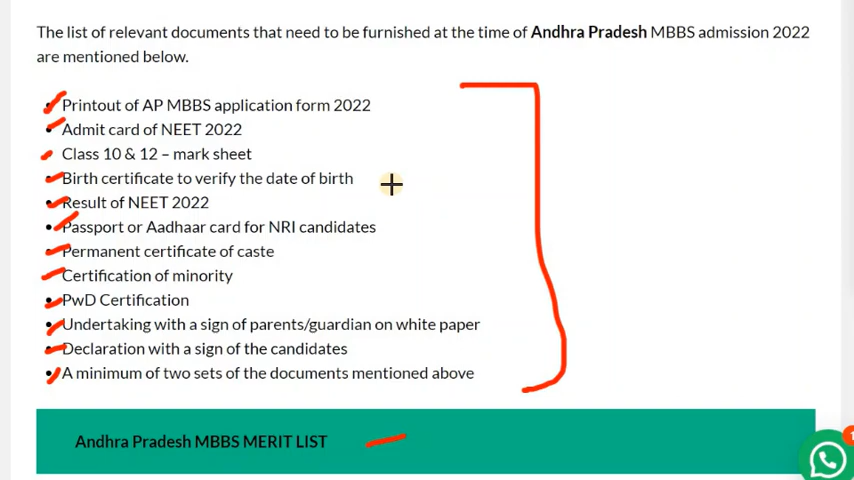 The list of relevant documents that need to be furnished at the time of Andhra Pradesh MBBS admission 2022
are mentioned below.
Printout of AP MBBS application form 2022
Admit card of NEET 2022
Class 10 & 12 – mark sheet
Birth certificate to verify the date of birth
Result of NEET 2022
Passport or Aadhaar card for NRI candidates
Permanent certificate of caste
Certification of minority
PwD Certification
Undertaking with a sign of parents/guardian on white paper
Declaration with a sign of the candidates
A minimum of two sets of the documents mentioned above
Andhra Pradesh MBBS MERIT LIST